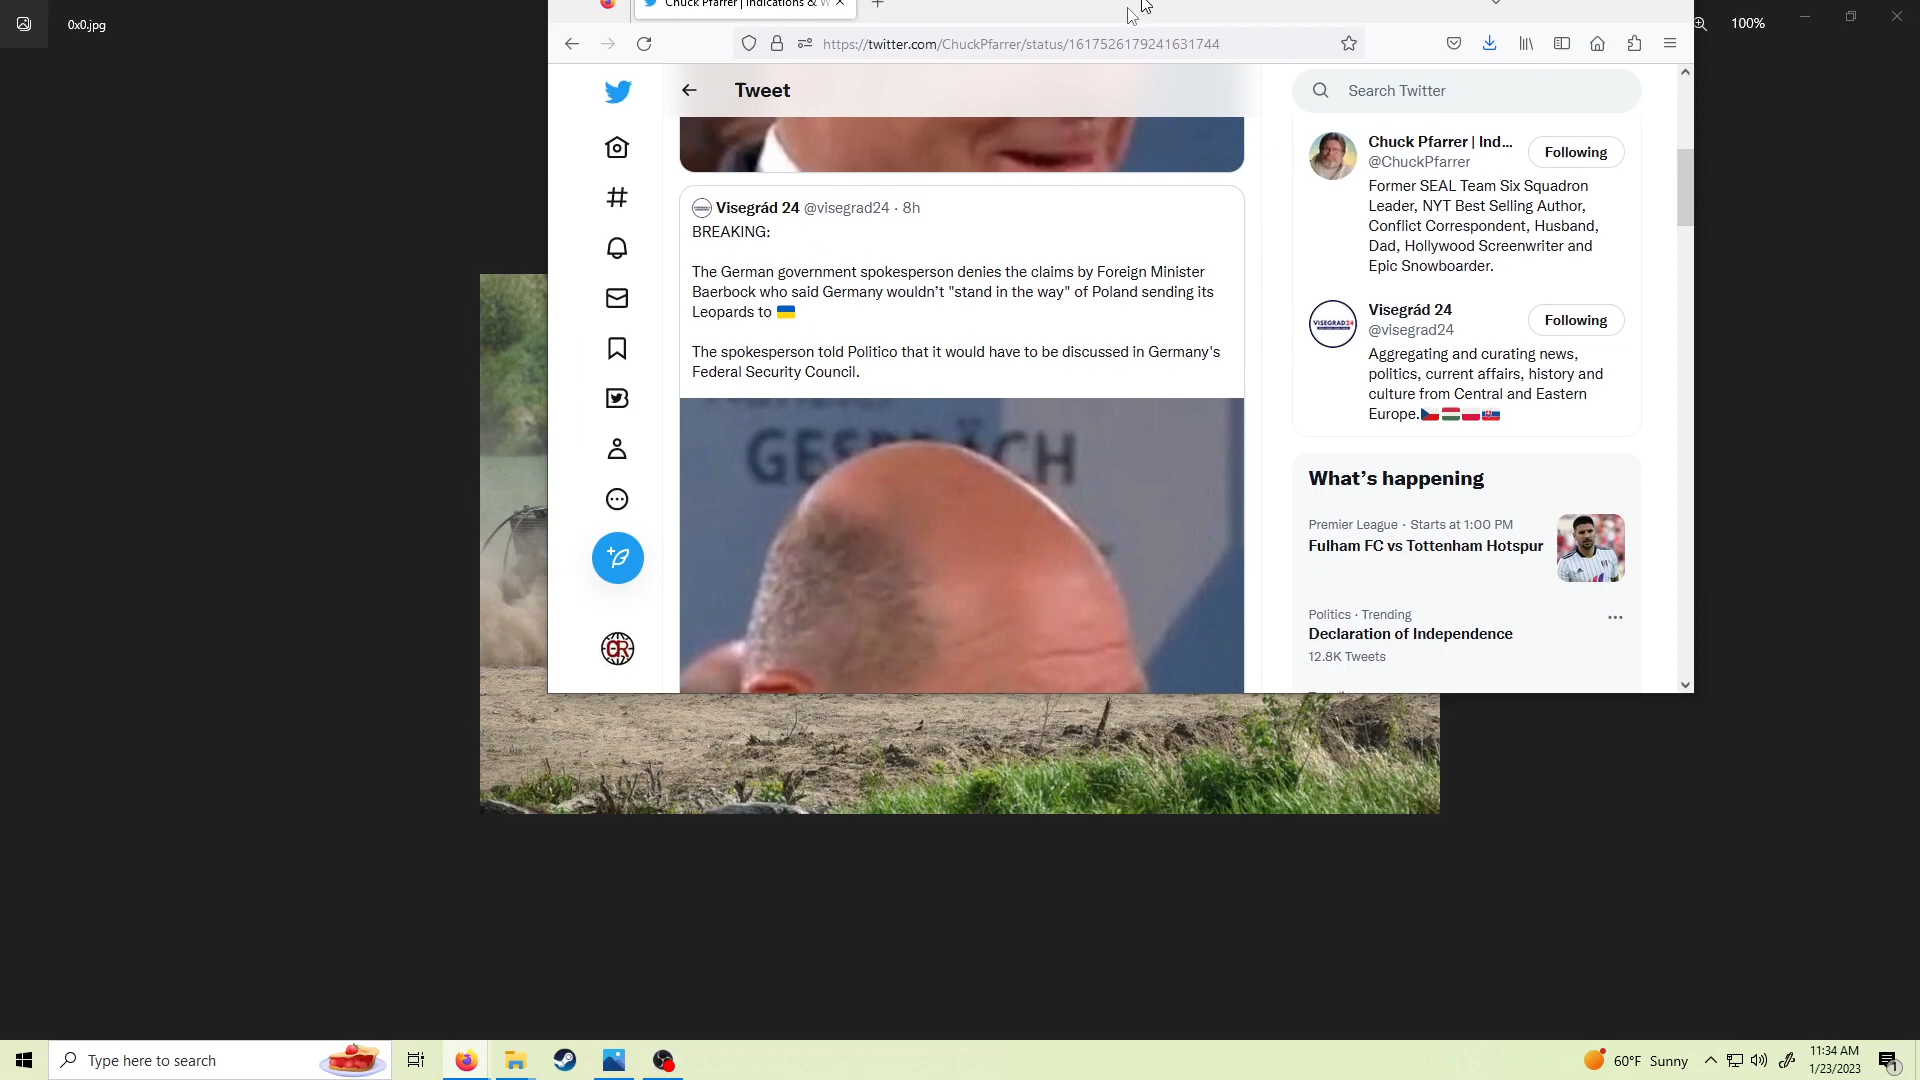 0x0.jpg
Chuck Pfarrer | Indications & W
100%
https://twitter.com/ChuckPfarrer/status/1617526179241631744
Tweet
Search Twitter
Visegrád 24 @visegrad24 · 8h
BREAKING:
The German government spokesperson denies the claims by Foreign Minister
Baerbock who said Germany wouldn't "stand in the way" of Poland sending its
Leopards to 🇺🇦
The spokesperson told Politico that it would have to be discussed in Germany's
Federal Security Council.
GESPRÄCH
Chuck Pfarrer | Ind...
@ChuckPfarrer
Following
Former SEAL Team Six Squadron
Leader, NYT Best Selling Author,
Conflict Correspondent, Husband,
Dad, Hollywood Screenwriter and
Epic Snowboarder.
VISEGRAD24
Visegrád 24
@visegrad24
Following
Aggregating and curating news,
politics, current affairs, history and
culture from Central and Eastern
Europe.🇨🇿🇭🇺🇵🇱🇸🇰
What's happening
Premier League · Starts at 1:00 PM
Fulham FC vs Tottenham Hotspur
Politics · Trending
Declaration of Independence
12.8K Tweets
Type here to search
60°F Sunny
11:34 AM
1/23/2023
1